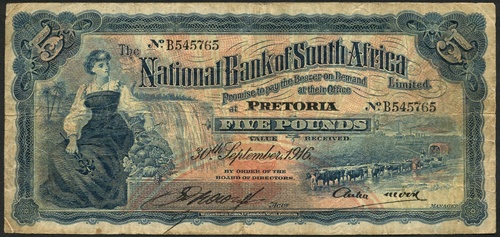 5 5
The No. B545765
National Bank of South Africa
Limited.
Promise to pay the Bearer on Demand
at their Office
at PRETORIA No. B545765
FIVE POUNDS
VALUE RECEIVED
30th September, 1916.
BY ORDER OF THE
BOARD OF DIRECTORS.
MANAGER